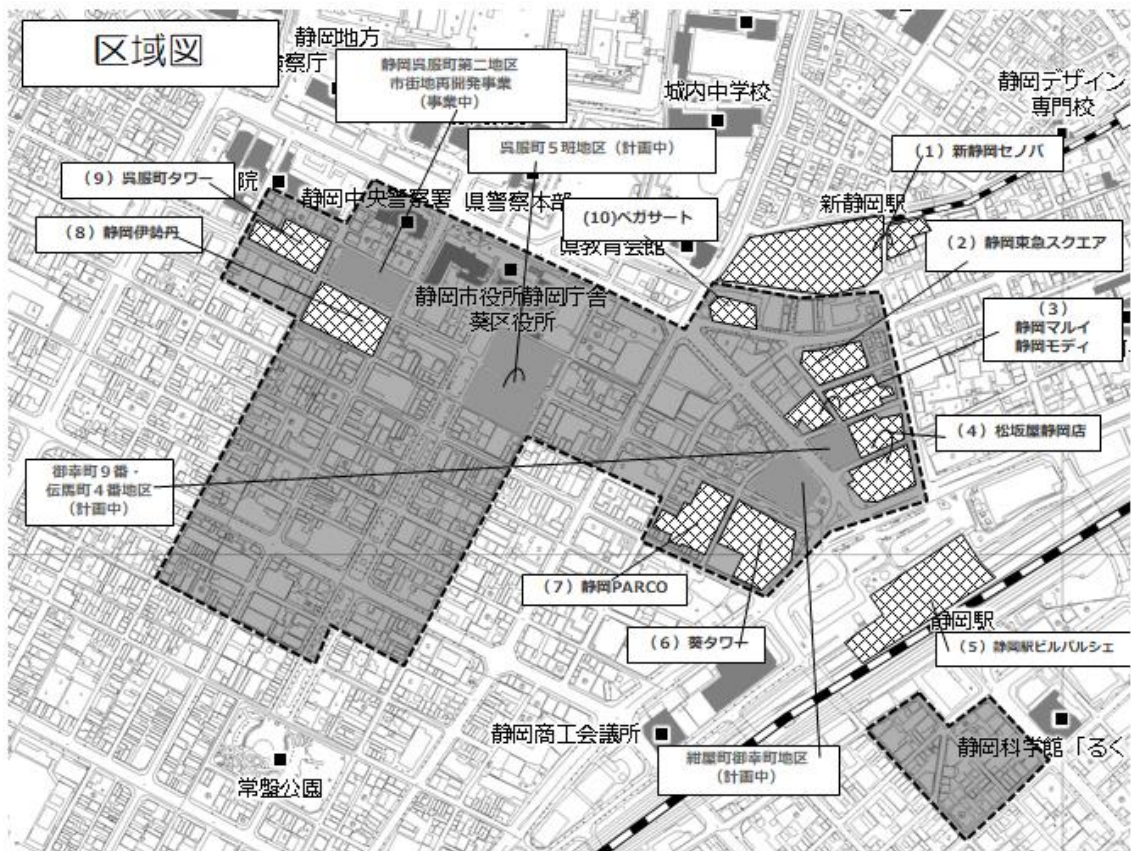 区域図
静岡地方
検察庁
静岡呉服町第二地区
市街地再開発事業
(事業中)
城内中学校
静岡デザイン
専門校
呉服町5班地区(計画中)
(1)新静岡セノバ
(9)呉服町タワー
院
静岡中央警察署
県警察本部
(10)ペガサート
県教育会館
新静岡駅
(2)静岡東急スクエア
(8)静岡伊勢丹
静岡市役所静岡庁舎
葵区役所
(3)
静岡マルイ
静岡モディ
(4)松坂屋静岡店
御幸町9番・
伝馬町4番地区
(計画中)
(7)静岡PARCO
(6)葵タワー
静岡駅
(5)静岡駅ビルパルシェ
静岡商工会議所
紺屋町御幸町地区
(計画中)
静岡科学館「るく
常盤公園